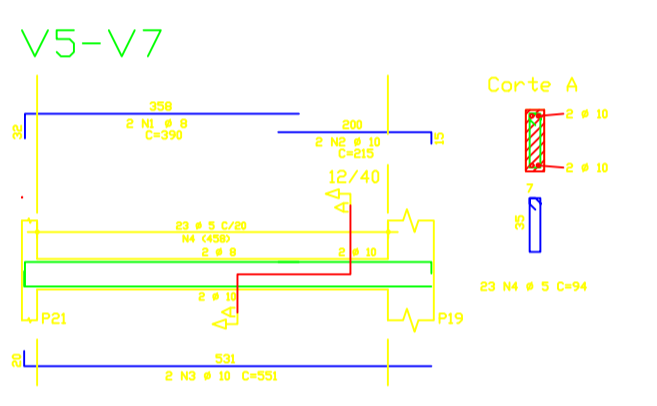 V5-V7
358
32
2 N1 ø 8
C=390
200
15
2 N2 ø 10
C=215
12/40
A
23 ø 5 C/20
N4 (458)
2 ø 8
2 ø 10
2 ø 10
A
P21
P19
20
531
2 N3 ø 10 C=551
Corte A
2 ø 10
2 ø 10
7
35
23 N4 ø 5 C=94